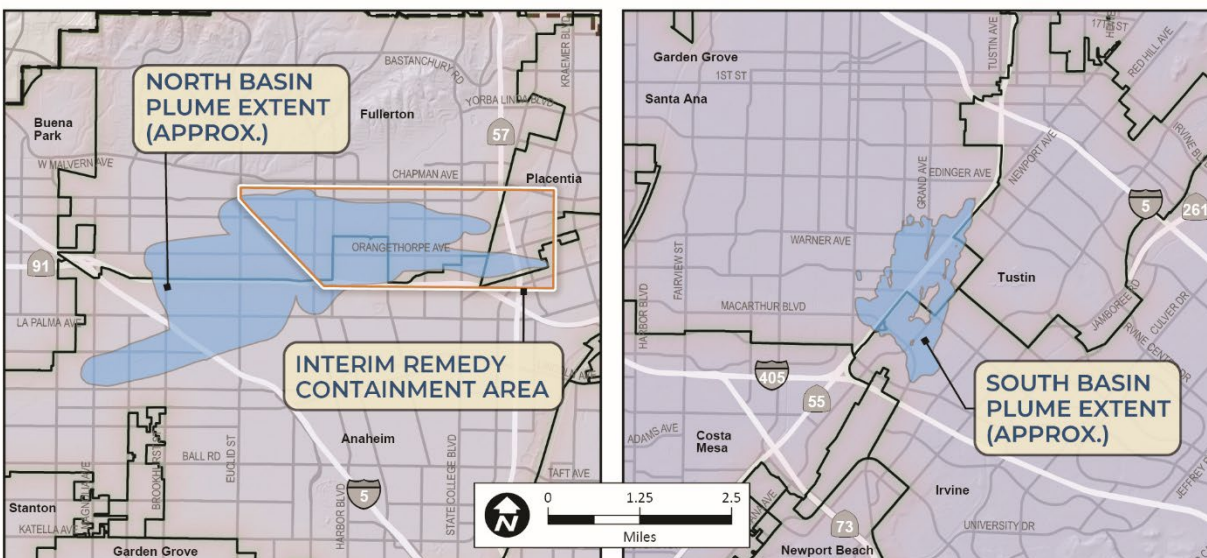 BASTANCHURY RD
KRAEMER BLVD
NORTH BASIN
PLUME EXTENT
(APPROX.)
Fullerton
YORBA LINDA BLVD
Buena
Park
57
W MALVERN AVE
CHAPMAN AVE
Placentia
ORANGETHORPE AVE
91
LA PALMA AVE
INTERIM REMEDY
CONTAINMENT AREA
Anaheim
EUCLID ST
BALL RD
BROOKHURST ST
MAGNOLIA AVE
HARBOR BLVD
STATE COLLEGE BLVD
TAFT AVE
5
Stanton
KATELLA AVE
Garden Grove
N
0
1.25
2.5
Miles
Garden Grove
TUSTIN AVE
17TH ST
RED HILL AVE
1ST ST
Santa Ana
GRAND AVE
NEWPORT AVE
EDINGER AVE
5
261
WARNER AVE
FAIRVIEW ST
Tustin
HARBOR BLVD
MACARTHUR BLVD
JAMBOREE RD
CULVER DR
IRVINE CENTER DR
405
55
SOUTH BASIN
PLUME EXTENT
(APPROX.)
ADAMS AVE
Costa
Mesa
Irvine
UNIVERSITY DR
73
Newport Beach